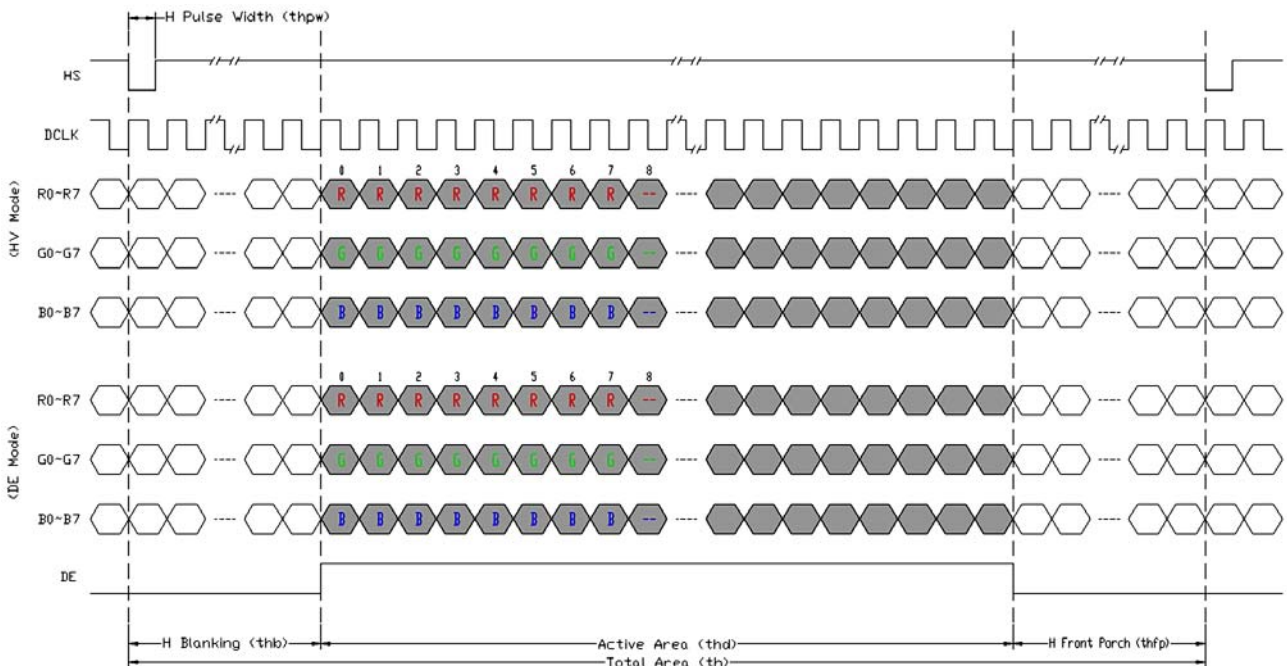 H Pulse Width (thpw)
HS
DCLK
(HV Mode)
0 1 2 3 4 5 6 7 8
R0~R7 ---- R R R R R R R R -- ---- ----
G0~G7 ---- G G G G G G G G -- ---- ----
B0~B7 ---- B B B B B B B B -- ---- ----
(DE Mode)
0 1 2 3 4 5 6 7 8
R0~R7 ---- R R R R R R R R -- ---- ----
G0~G7 ---- G G G G G G G G -- ---- ----
B0~B7 ---- B B B B B B B B -- ---- ----
DE
H Blanking (thb) Active Area (thd) H Front Porch (thfp)
Total Area (th)